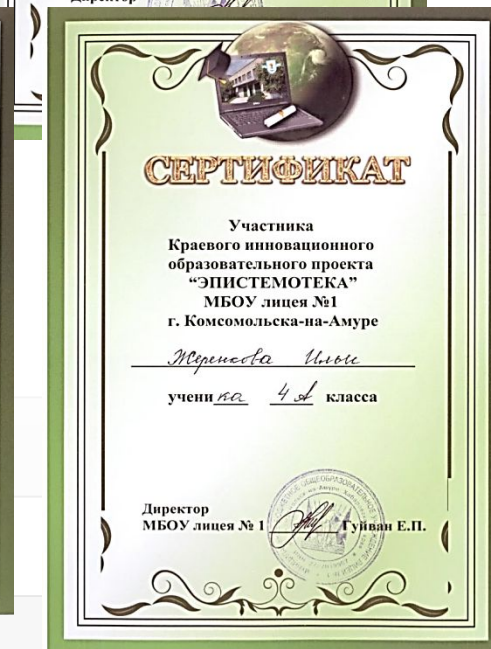 Директор
СЕРТИФИКАТ
Участника
Краевого инновационного
образовательного проекта
“ЭПИСТЕМОТЕКА”
МБОУ лицея №1
г. Комсомольска-на-Амуре
Жеренкова Ильи
ученика 4 А класса
Директор
МБОУ лицея № 1 Гуйван Е.П.